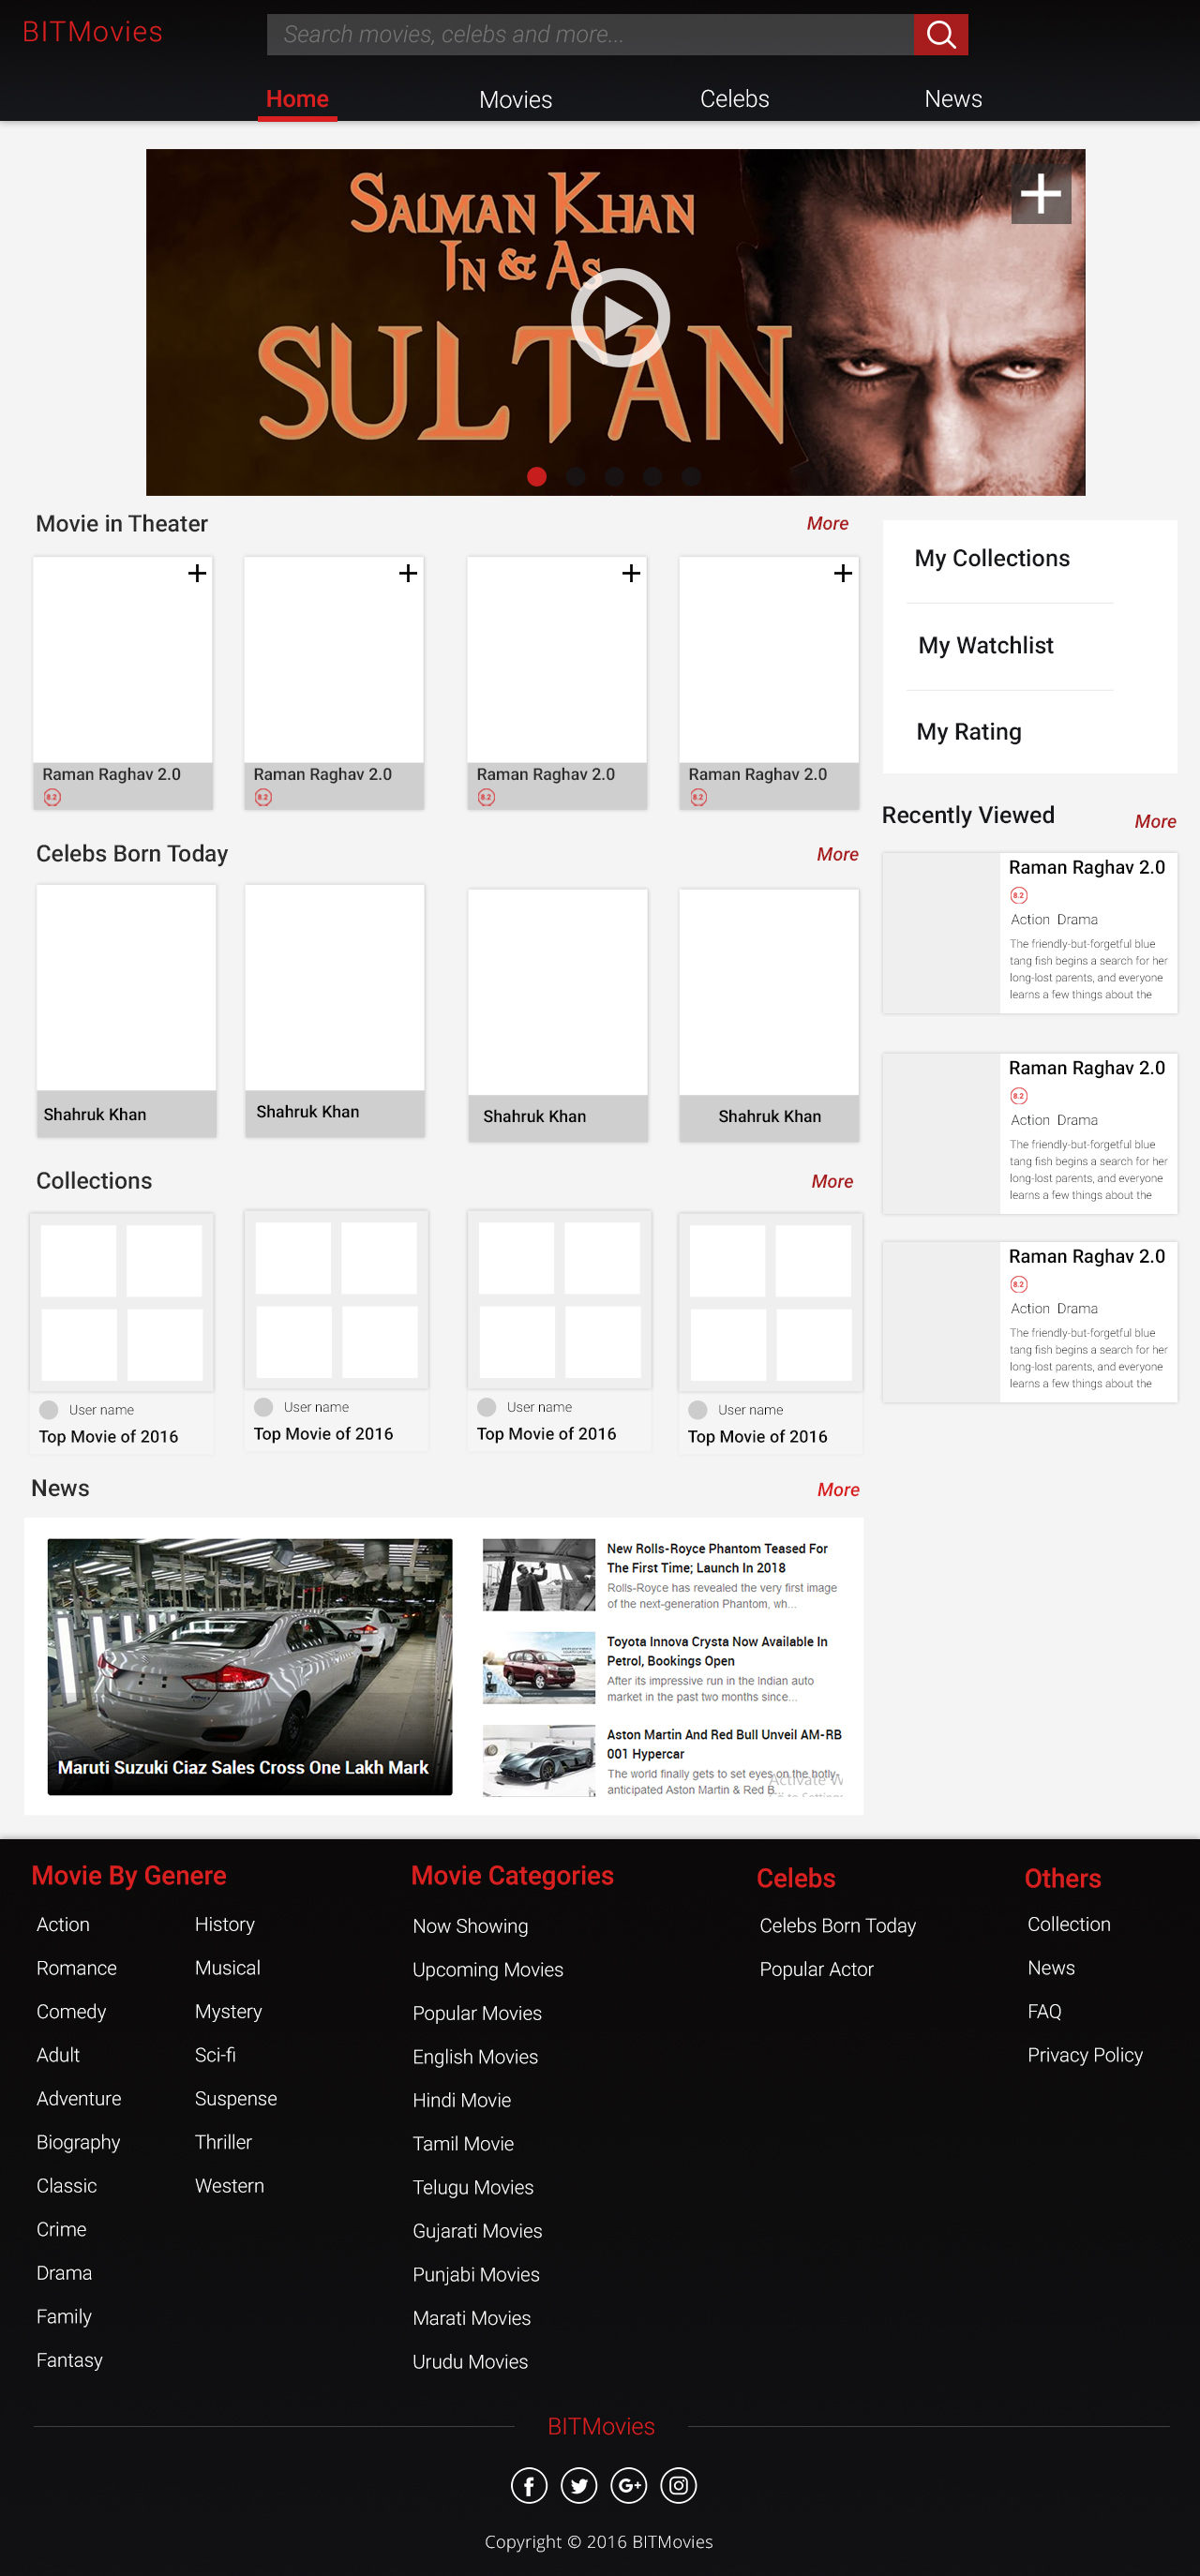 BITMovies
Search movies, celebs and more...
Home
Movies
Celebs
News
SALMAN KHAN
IN & AS
SULTAN
Movie in Theater
More
Raman Raghav 2.0
8.2
Raman Raghav 2.0
8.2
Raman Raghav 2.0
8.2
Raman Raghav 2.0
8.2
My Collections
My Watchlist
My Rating
Celebs Born Today
More
Shahruk Khan
Shahruk Khan
Shahruk Khan
Shahruk Khan
Recently Viewed
More
Raman Raghav 2.0
8.2
Action Drama
The friendly-but-forgetful blue
tang fish begins a search for her
long-lost parents, and everyone
learns a few things about the
Raman Raghav 2.0
8.2
Action Drama
The friendly-but-forgetful blue
tang fish begins a search for her
long-lost parents, and everyone
learns a few things about the
Raman Raghav 2.0
8.2
Action Drama
The friendly-but-forgetful blue
tang fish begins a search for her
long-lost parents, and everyone
learns a few things about the
Collections
More
User name
Top Movie of 2016
User name
Top Movie of 2016
User name
Top Movie of 2016
User name
Top Movie of 2016
News
More
Maruti Suzuki Ciaz Sales Cross One Lakh Mark
New Rolls-Royce Phantom Teased For
The First Time; Launch In 2018
Rolls-Royce has revealed the very first image
of the next-generation Phantom, wh...
Toyota Innova Crysta Now Available In
Petrol, Bookings Open
After its impressive run in the Indian auto
market in the past two months since...
Aston Martin And Red Bull Unveil AM-RB
001 Hypercar
The world finally gets to set eyes on the hotly-
anticipated Aston Martin & Red B...
Activate W
Movie By Genere
Action
Romance
Comedy
Adult
Adventure
Biography
Classic
Crime
Drama
Family
Fantasy
History
Musical
Mystery
Sci-fi
Suspense
Thriller
Western
Movie Categories
Now Showing
Upcoming Movies
Popular Movies
English Movies
Hindi Movie
Tamil Movie
Telugu Movies
Gujarati Movies
Punjabi Movies
Marati Movies
Urudu Movies
Celebs
Celebs Born Today
Popular Actor
Others
Collection
News
FAQ
Privacy Policy
BITMovies
Copyright © 2016 BITMovies